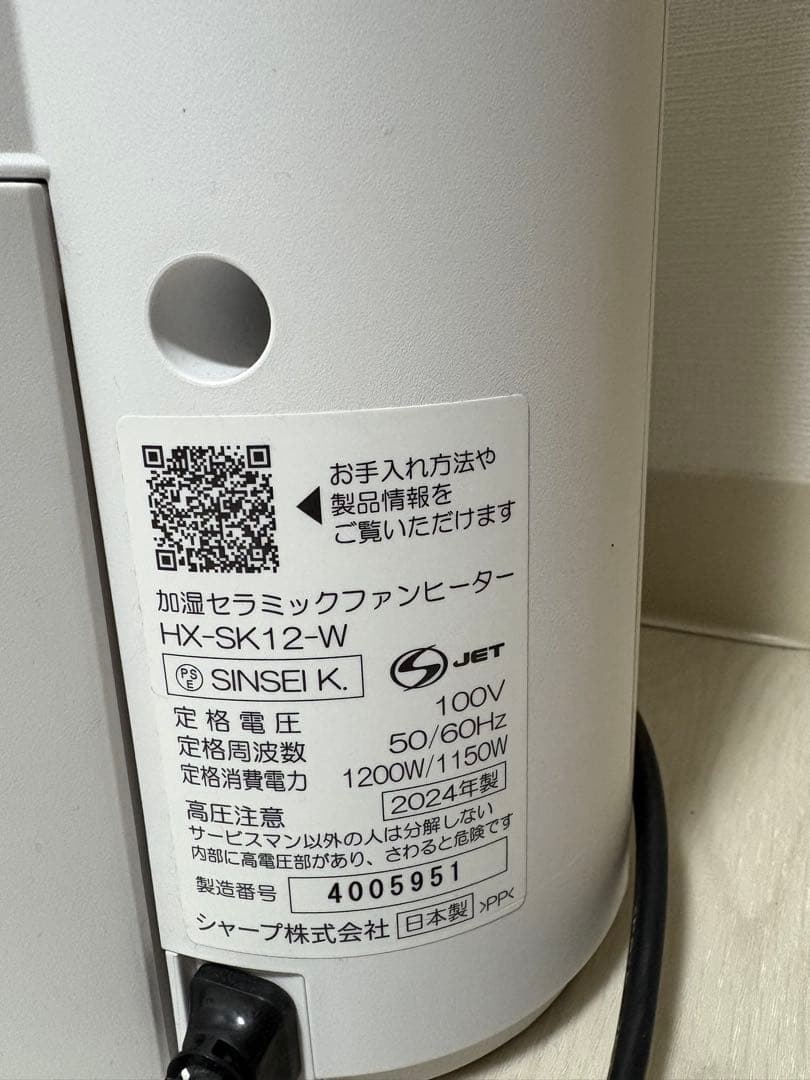 お手入れ方法や
◀製品情報を
ご覧いただけます
加湿セラミックファンヒーター
HX-SK12-W
PSE SINSEI K.
S JET
定格電圧 100V
定格周波数 50/60Hz
定格消費電力 1200W/1150W
2024年製
高圧注意
サービスマン以外の人は分解しない
内部に高電圧部があり、さわると危険です
製造番号 4005951
シャープ株式会社 日本製 >PP<